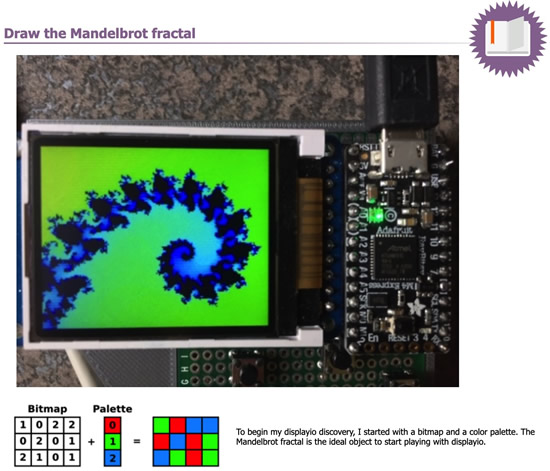 Draw the Mandelbrot fractal
Adafruit
M4 Express
En RESET 3 4
G H I
Bitmap Palette
1 0 2 2 0
0 2 0 1 + 1 =
2 1 0 1 2
To begin my displayio discovery, I started with a bitmap and a color palette. The
Mandelbrot fractal is the ideal object to start playing with displayio.